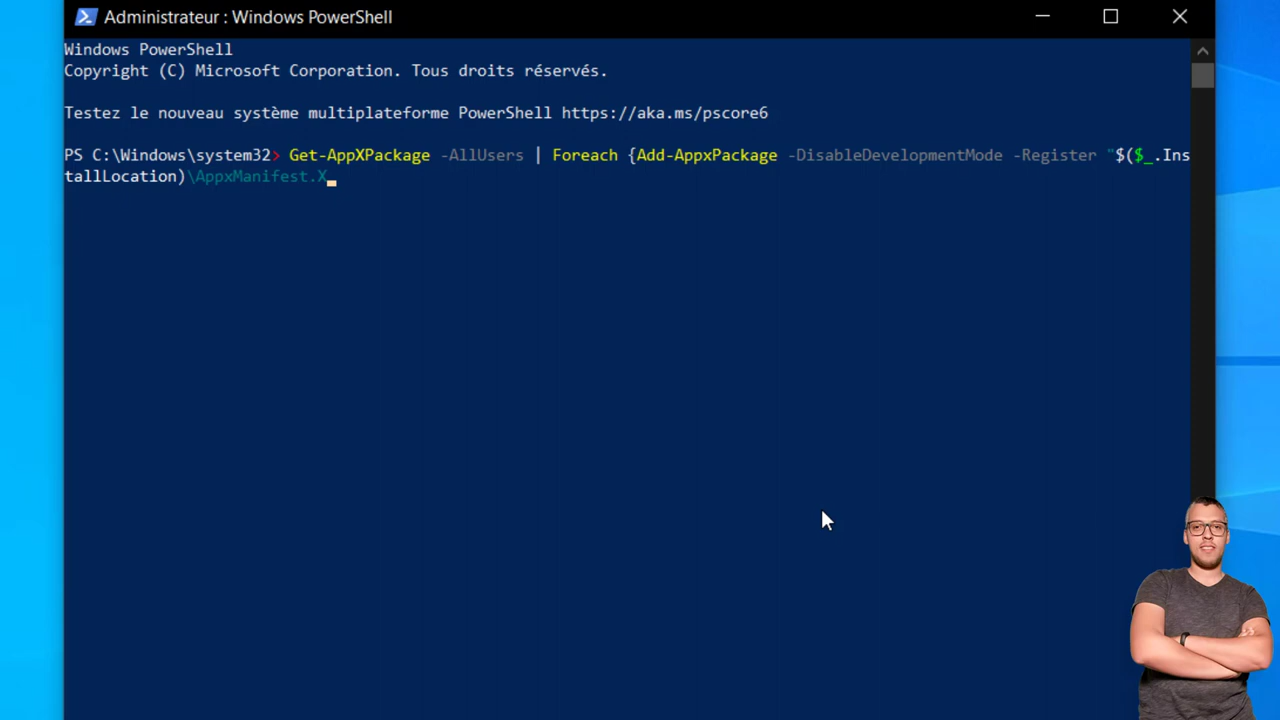 Administrateur : Windows PowerShell
Windows PowerShell
Copyright (C) Microsoft Corporation. Tous droits réservés.
Testez le nouveau système multiplateforme PowerShell https://aka.ms/pscore6
PS C:\Windows\system32> Get-AppXPackage -AllUsers | Foreach {Add-AppxPackage -DisableDevelopmentMode -Register "$($_.Ins
tallLocation)\AppxManifest.X